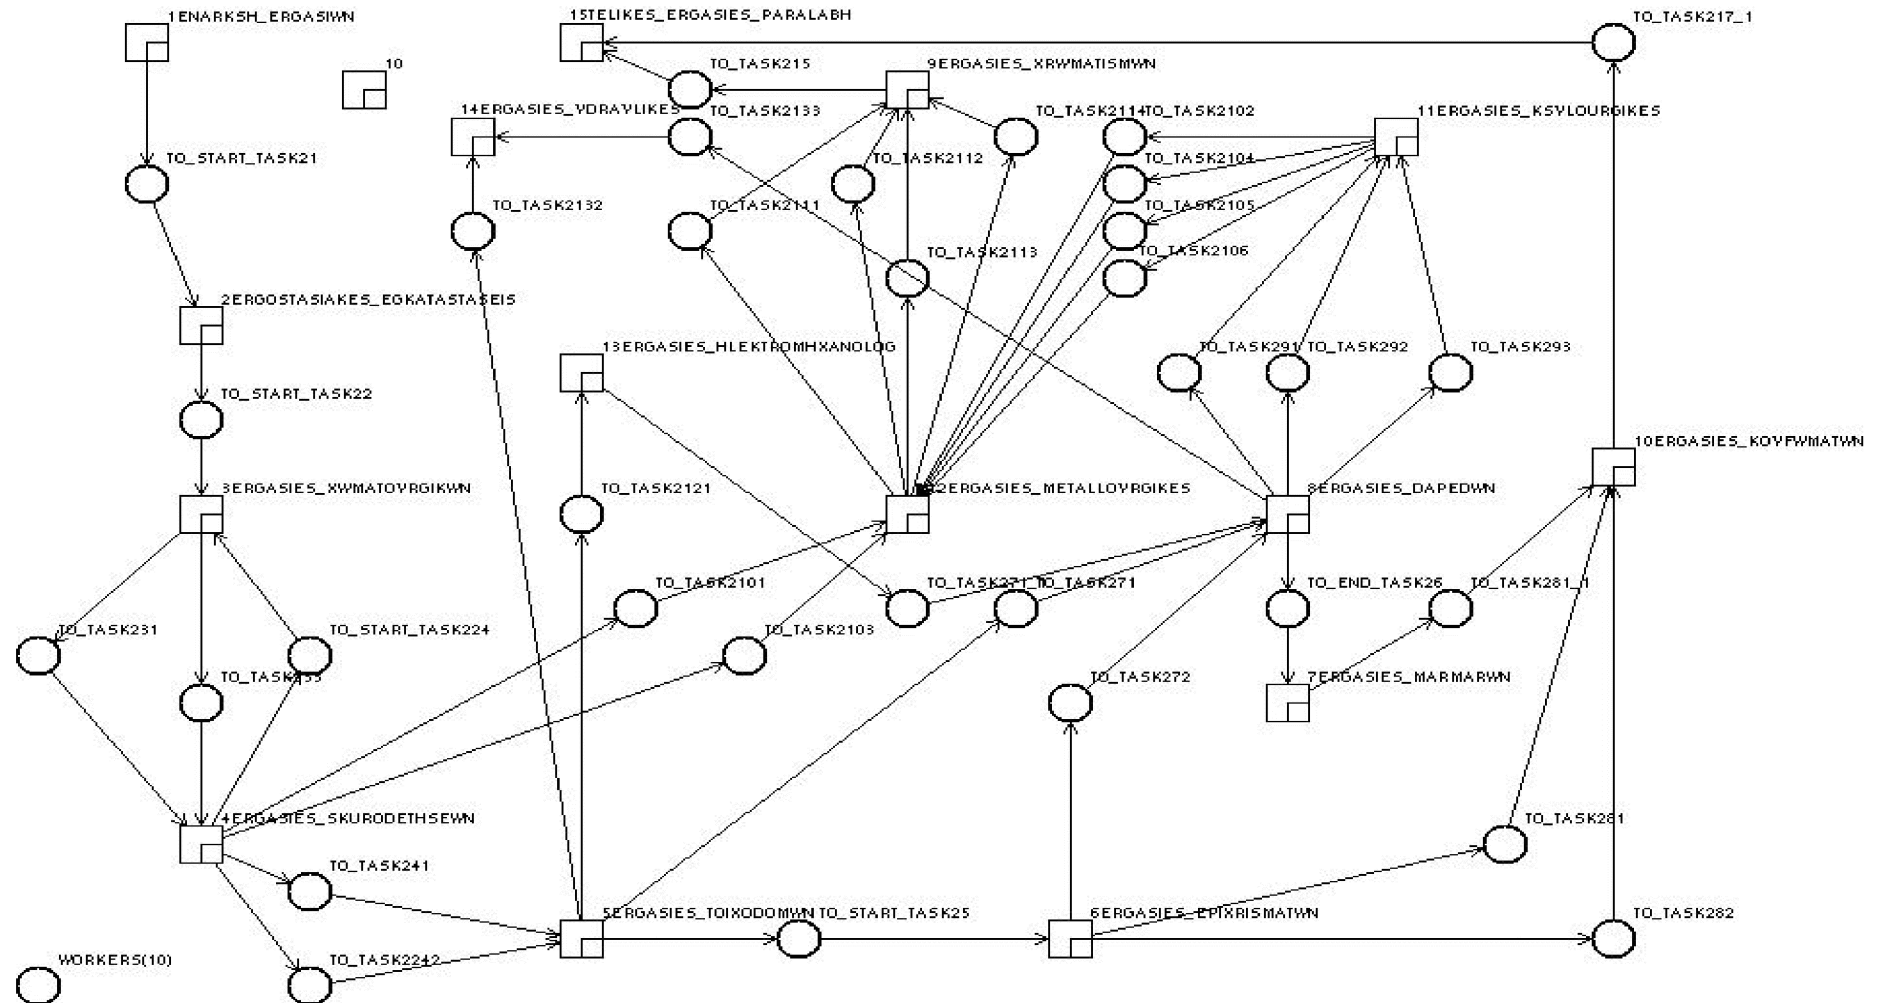 1ENARKSH_ERGASIWN
15TELIKES_ERGASIES_PARALABH
TO_TASK217_1
10
TO_TASK215
9ERGASIES_XRWMATISMWN
14ERGASIES_YDRAYLIKES
TO_TASK2133
TO_TASK2114
TO_TASK2102
11ERGASIES_KSYLOURGIKES
TO_START_TASK21
TO_TASK2112
TO_TASK2104
TO_TASK2132
TO_TASK2111
TO_TASK2105
TO_TASK2113
TO_TASK2106
2ERGOSTASIAKES_EGKATASTASEIS
13ERGASIES_HLEKTROMHXANOLOG
TO_TASK291
TO_TASK292
TO_TASK293
TO_START_TASK22
10ERGASIES_KOYFWMATWN
3ERGASIES_XWMATOYRGIKWN
TO_TASK2121
12ERGASIES_METALLOYRGIKES
8ERGASIES_DAPEDWN
TO_TASK2101
TO_TASK271_1
TO_TASK271
TO_END_TASK26
TO_TASK281_1
TO_TASK231
TO_START_TASK224
TO_TASK2103
TO_TASK233
TO_TASK272
7ERGASIES_MARMARWN
4ERGASIES_SKURODETHSEWN
TO_TASK281
TO_TASK241
5ERGASIES_TOIXODOMWN
TO_START_TASK25
6ERGASIES_EPIXRISMATWN
TO_TASK282
WORKERS(10)
TO_TASK2242